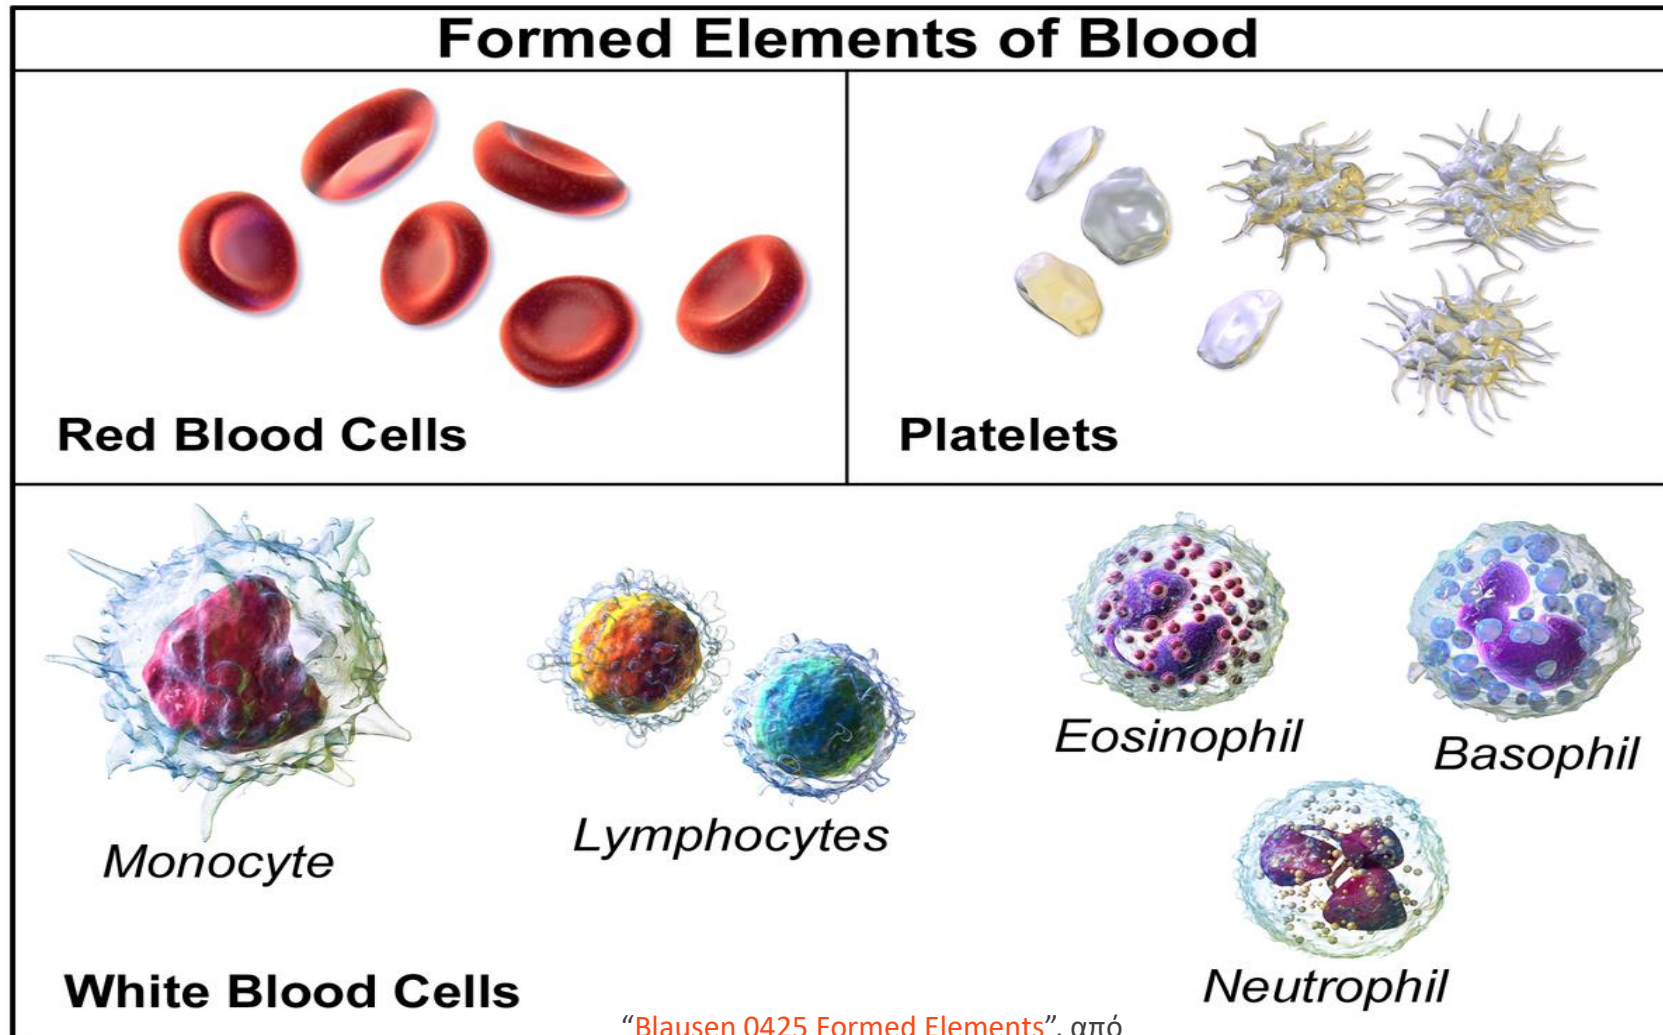 Formed Elements of Blood
Red Blood Cells
Platelets
Monocyte
Lymphocytes
Eosinophil
Basophil
Neutrophil
White Blood Cells
“Blausen 0425 Formed Elements”, από